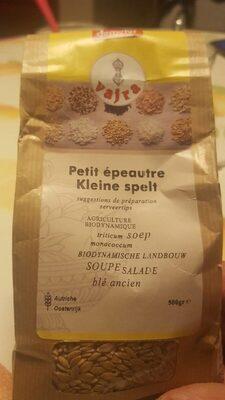 demeter
vajra
Petit épeautre
Kleine spelt
suggestions de préparation
serveertips
AGRICULTURE
BIODYNAMIQUE
triticum soep
monococcum
BIODYNAMISCHE LANDBOUW
SOUPE SALADE
blé ancien
Autriche
Oostenrijk
500gr e